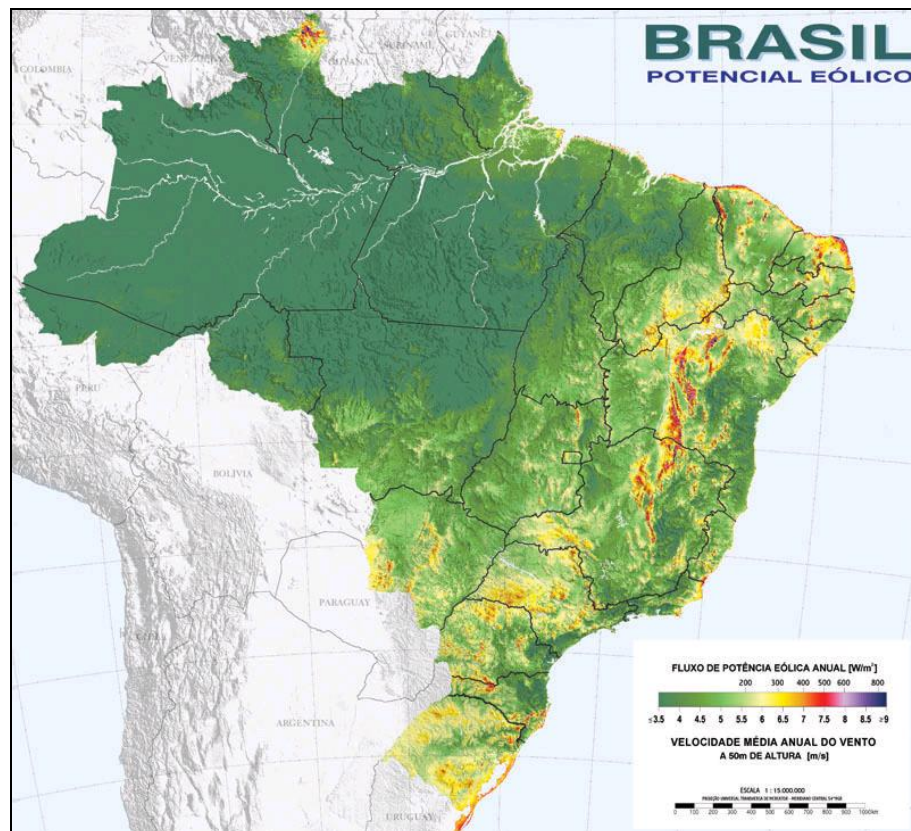 BRASIL
POTENCIAL EÓLICO
COLOMBIA
VENEZUELA
GUYANA
SURINAME
GUYANE
PERU
BOLÍVIA
PARAGUAY
CHILE
ARGENTINA
URUGUAY
FLUXO DE POTÊNCIA EÓLICA ANUAL [W/m²]
200 300 400 500 600 800
≤3.5 4 4.5 5 5.5 6 6.5 7 7.5 8 8.5 ≥9
VELOCIDADE MÉDIA ANUAL DO VENTO
A 50m DE ALTURA [m/s]
ESCALA 1 : 15.000.000
0 100 200 300 400 500 600 700 800 900 1000km